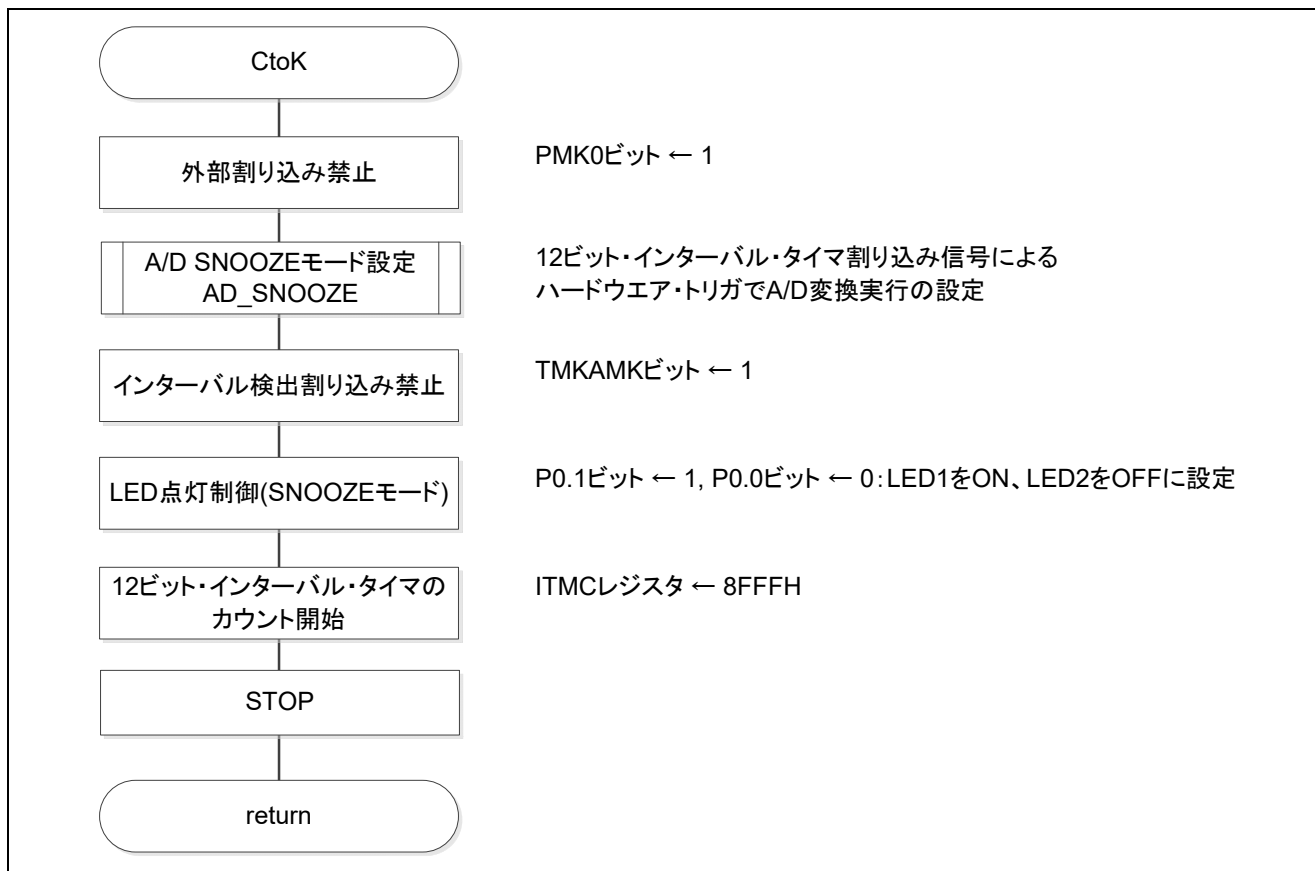 CtoK
外部割り込み禁止
PMK0ビット ← 1
A/D SNOOZEモード設定
AD_SNOOZE
12ビット・インターバル・タイマ割り込み信号による
ハードウエア・トリガでA/D変換実行の設定
インターバル検出割り込み禁止
TMKAMKビット ← 1
LED点灯制御(SNOOZEモード)
P0.1ビット ← 1, P0.0ビット ← 0：LED1をON、LED2をOFFに設定
12ビット・インターバル・タイマの
カウント開始
ITMCレジスタ ← 8FFFH
STOP
return